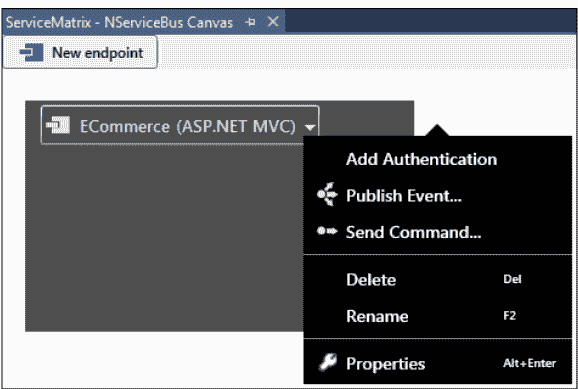 ServiceMatrix - NServiceBus Canvas
New endpoint
ECommerce (ASP.NET MVC)
Add Authentication
Publish Event...
Send Command...
Delete Del
Rename F2
Properties Alt+Enter